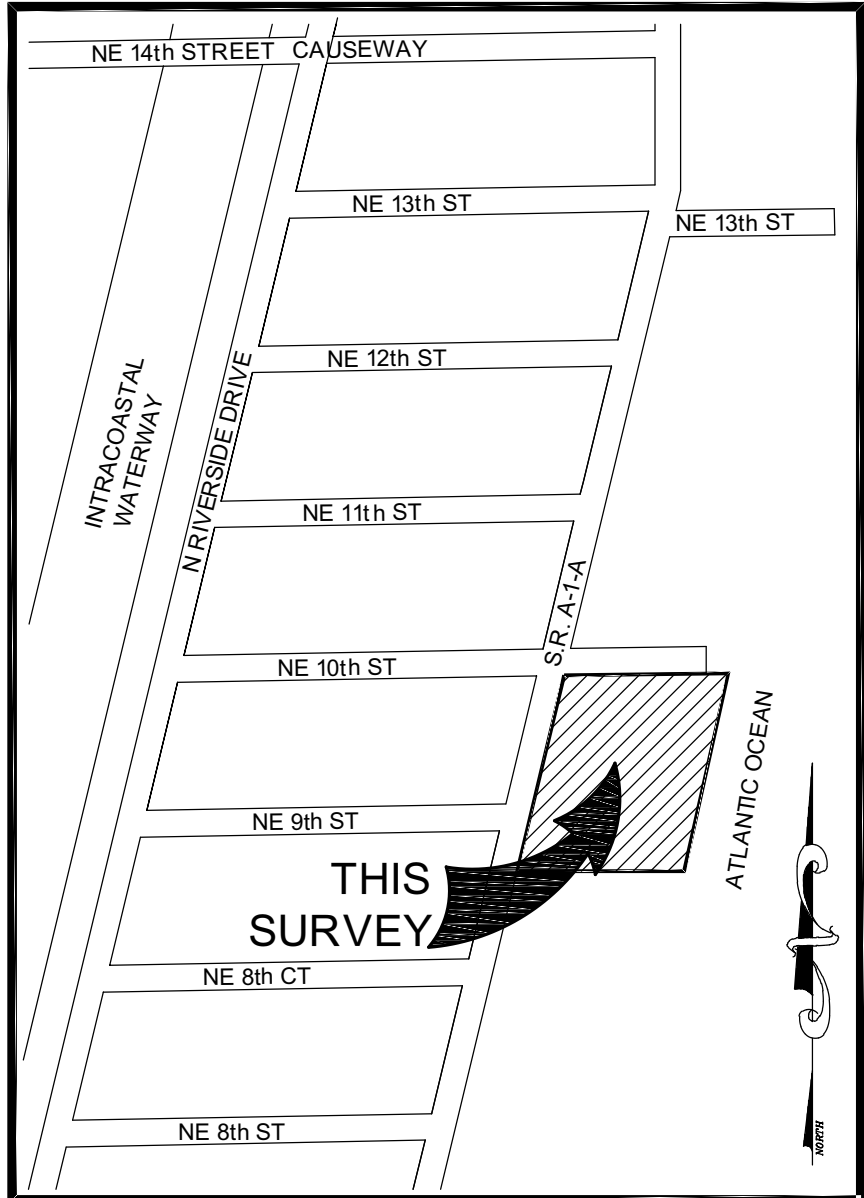 NE 14th STREET CAUSEWAY
NE 13th ST
NE 13th ST
NE 12th ST
INTRACOASTAL
WATERWAY
N RIVERSIDE DRIVE
NE 11th ST
S.R. A-1-A
NE 10th ST
ATLANTIC OCEAN
NE 9th ST
THIS
SURVEY
NE 8th CT
NE 8th ST
NORTH